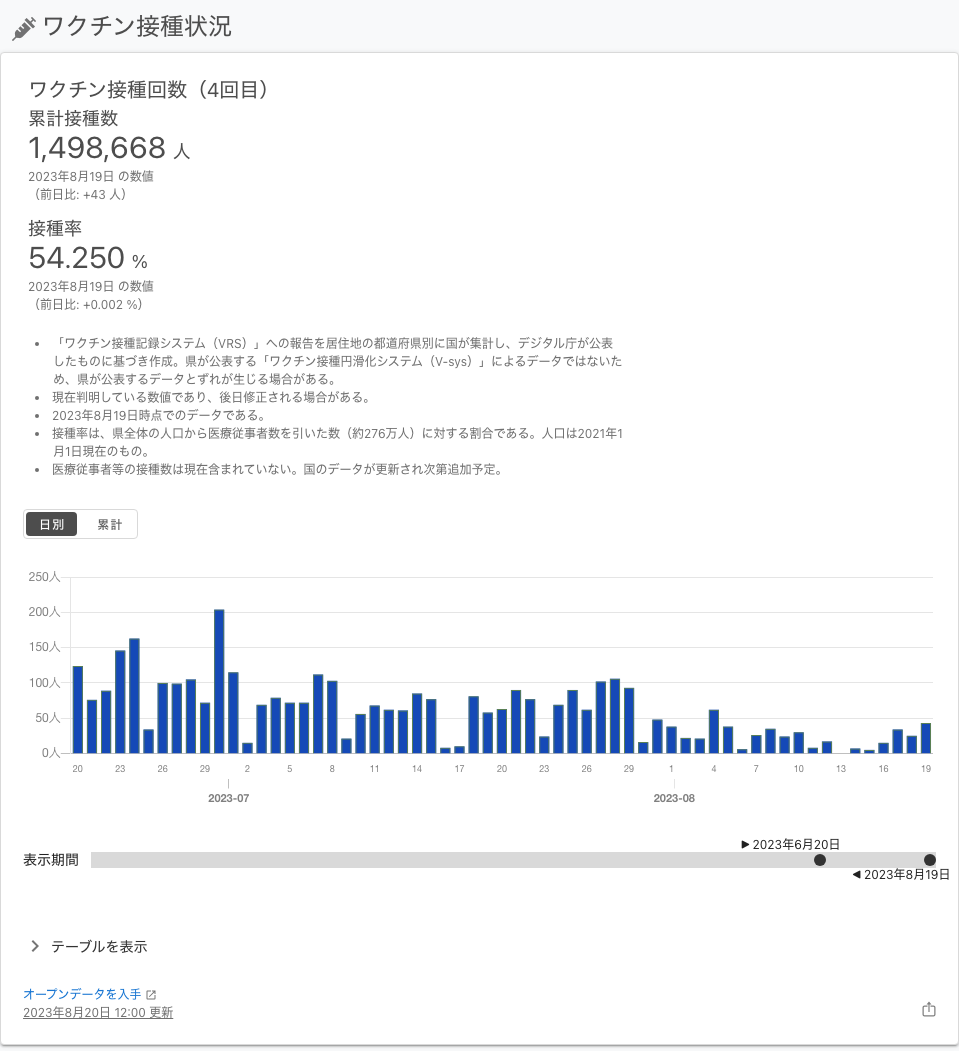 ワクチン接種状況
ワクチン接種回数（4回目）
累計接種数
1,498,668 人
2023年8月19日 の数値
（前日比: +43 人）
接種率
54.250 %
2023年8月19日 の数値
（前日比: +0.002 %）
• 「ワクチン接種記録システム（VRS）」への報告を居住地の都道府県別に国が集計し、デジタル庁が公表
したものに基づき作成。県が公表する「ワクチン接種円滑化システム（V-sys）」によるデータではないた
め、県が公表するデータとずれが生じる場合がある。
• 現在判明している数値であり、後日修正される場合がある。
• 2023年8月19日時点でのデータである。
• 接種率は、県全体の人口から医療従事者数を引いた数（約276万人）に対する割合である。人口は2021年1
月1日現在のもの。
• 医療従事者等の接種数は現在含まれていない。国のデータが更新され次第追加予定。
日別 累計
250人
200人
150人
100人
50人
0人
20 23 26 29 2 5 8 11 14 17 20 23 26 29 1 4 7 10 13 16 19
2023-07 2023-08
▶ 2023年6月20日
表示期間
◀ 2023年8月19日
テーブルを表示
オープンデータを入手
2023年8月20日 12:00 更新